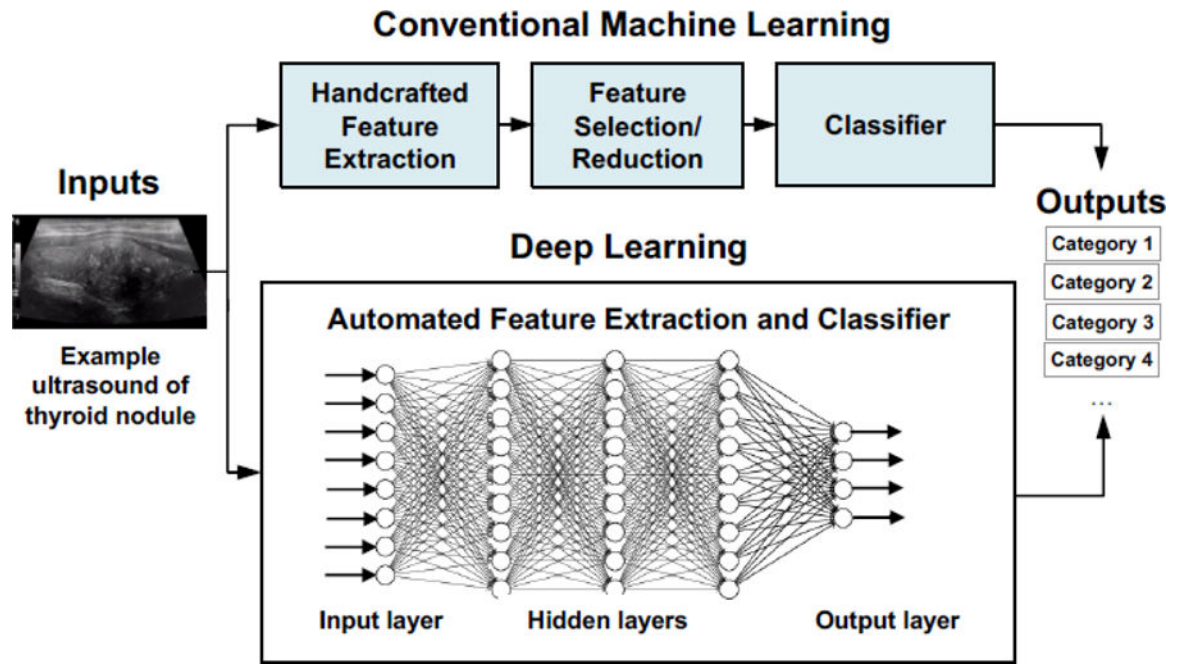 Conventional Machine Learning
Handcrafted
Feature
Extraction
Feature
Selection/
Reduction
Classifier
Inputs
Example
ultrasound of
thyroid nodule
Deep Learning
Automated Feature Extraction and Classifier
Input layer
Hidden layers
Output layer
Outputs
Category 1
Category 2
Category 3
Category 4
...